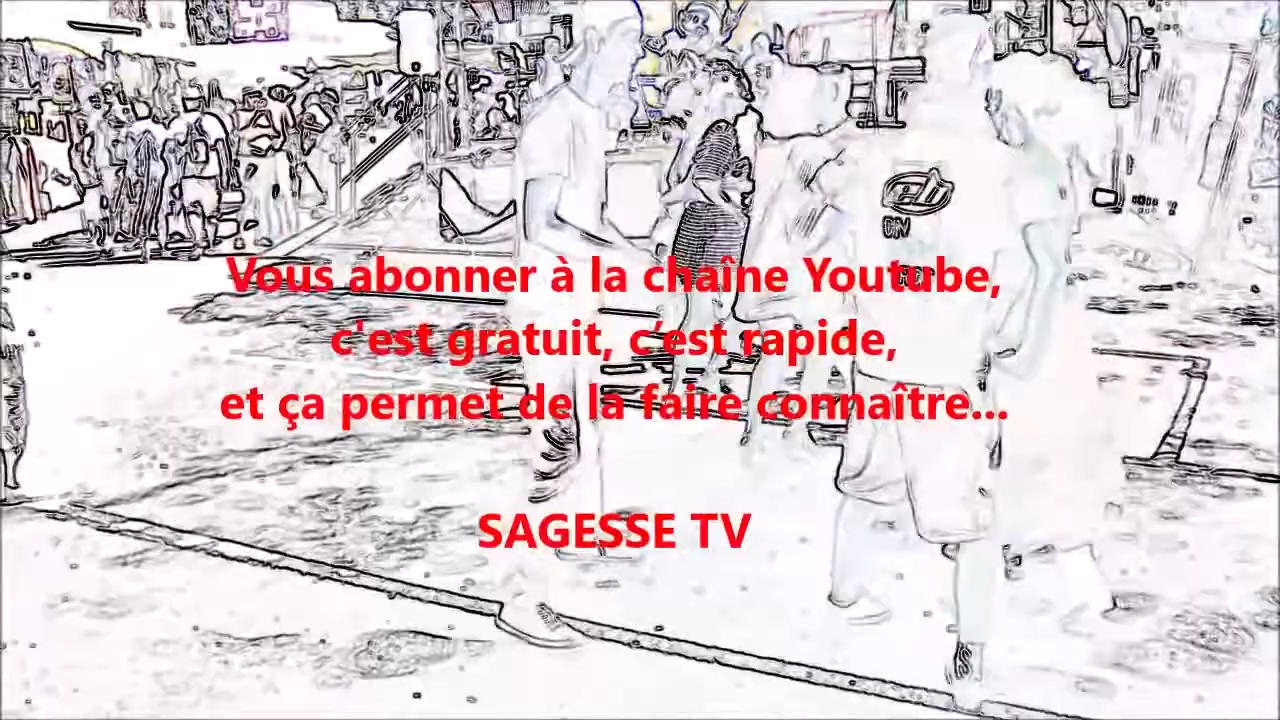 Vous abonner à la chaîne Youtube,
c'est gratuit, c’est rapide,
et ça permet de la faire connaître...
SAGESSE TV